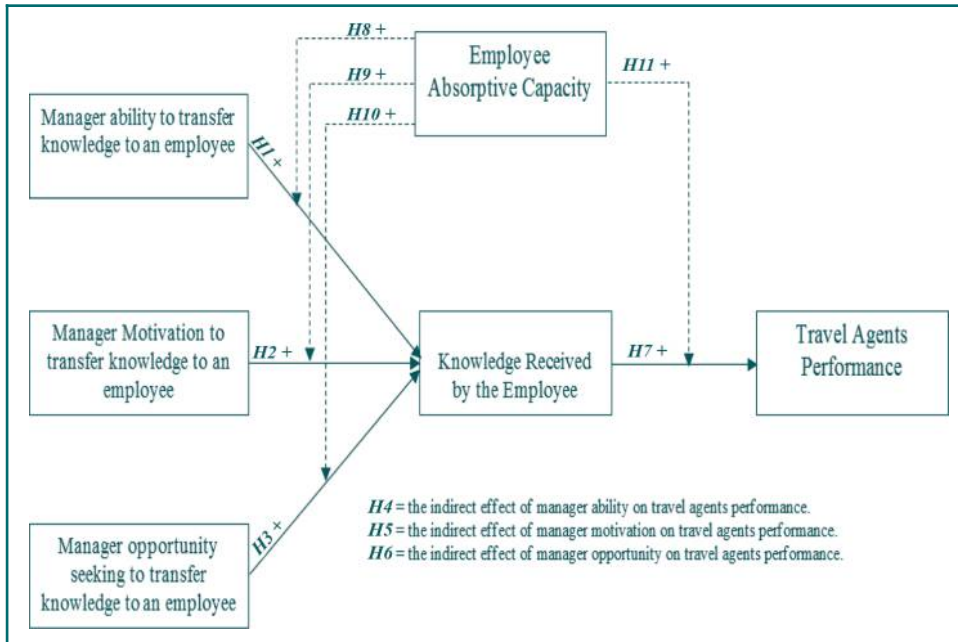 H8 +
Employee
Absorptive Capacity
H9 +
H11 +
H10 +
Manager ability to transfer
knowledge to an employee
H1 +
Manager Motivation to
transfer knowledge to an
employee
H2 +
Knowledge Received
by the Employee
H7 +
Travel Agents
Performance
Manager opportunity
seeking to transfer
knowledge to an employee
H3 +
H4 = the indirect effect of manager ability on travel agents performance.
H5 = the indirect effect of manager motivation on travel agents performance.
H6 = the indirect effect of manager opportunity on travel agents performance.